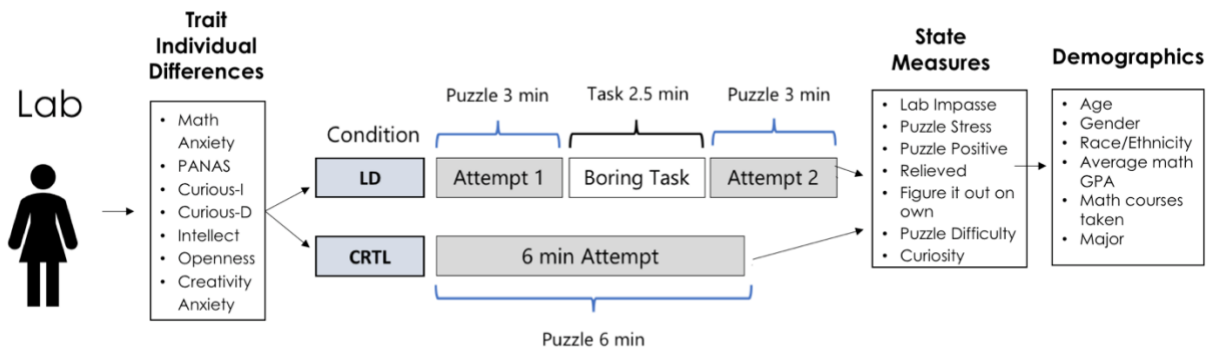 Lab
Trait
Individual
Differences
• Math
Anxiety
• PANAS
• Curious-I
• Curious-D
• Intellect
• Openness
• Creativity
Anxiety
Condition
LD
CRTL
Puzzle 3 min
Task 2.5 min
Puzzle 3 min
Attempt 1
Boring Task
Attempt 2
6 min Attempt
Puzzle 6 min
State
Measures
• Lab Impasse
• Puzzle Stress
• Puzzle Positive
• Relieved
• Figure it out on
own
• Puzzle Difficulty
• Curiosity
Demographics
• Age
• Gender
• Race/Ethnicity
• Average math
GPA
• Math courses
taken
• Major